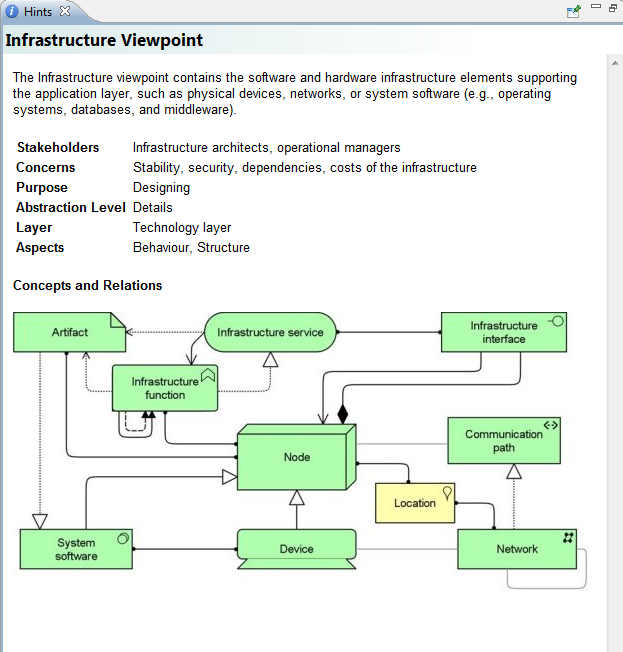 Hints
Infrastructure Viewpoint
The Infrastructure viewpoint contains the software and hardware infrastructure elements supporting
the application layer, such as physical devices, networks, or system software (e.g., operating
systems, databases, and middleware).
Stakeholders Infrastructure architects, operational managers
Concerns Stability, security, dependencies, costs of the infrastructure
Purpose Designing
Abstraction Level Details
Layer Technology layer
Aspects Behaviour, Structure
Concepts and Relations
Artifact
Infrastructure service
Infrastructure
interface
Infrastructure
function
Node
Communication
path
Location
System
software
Device
Network